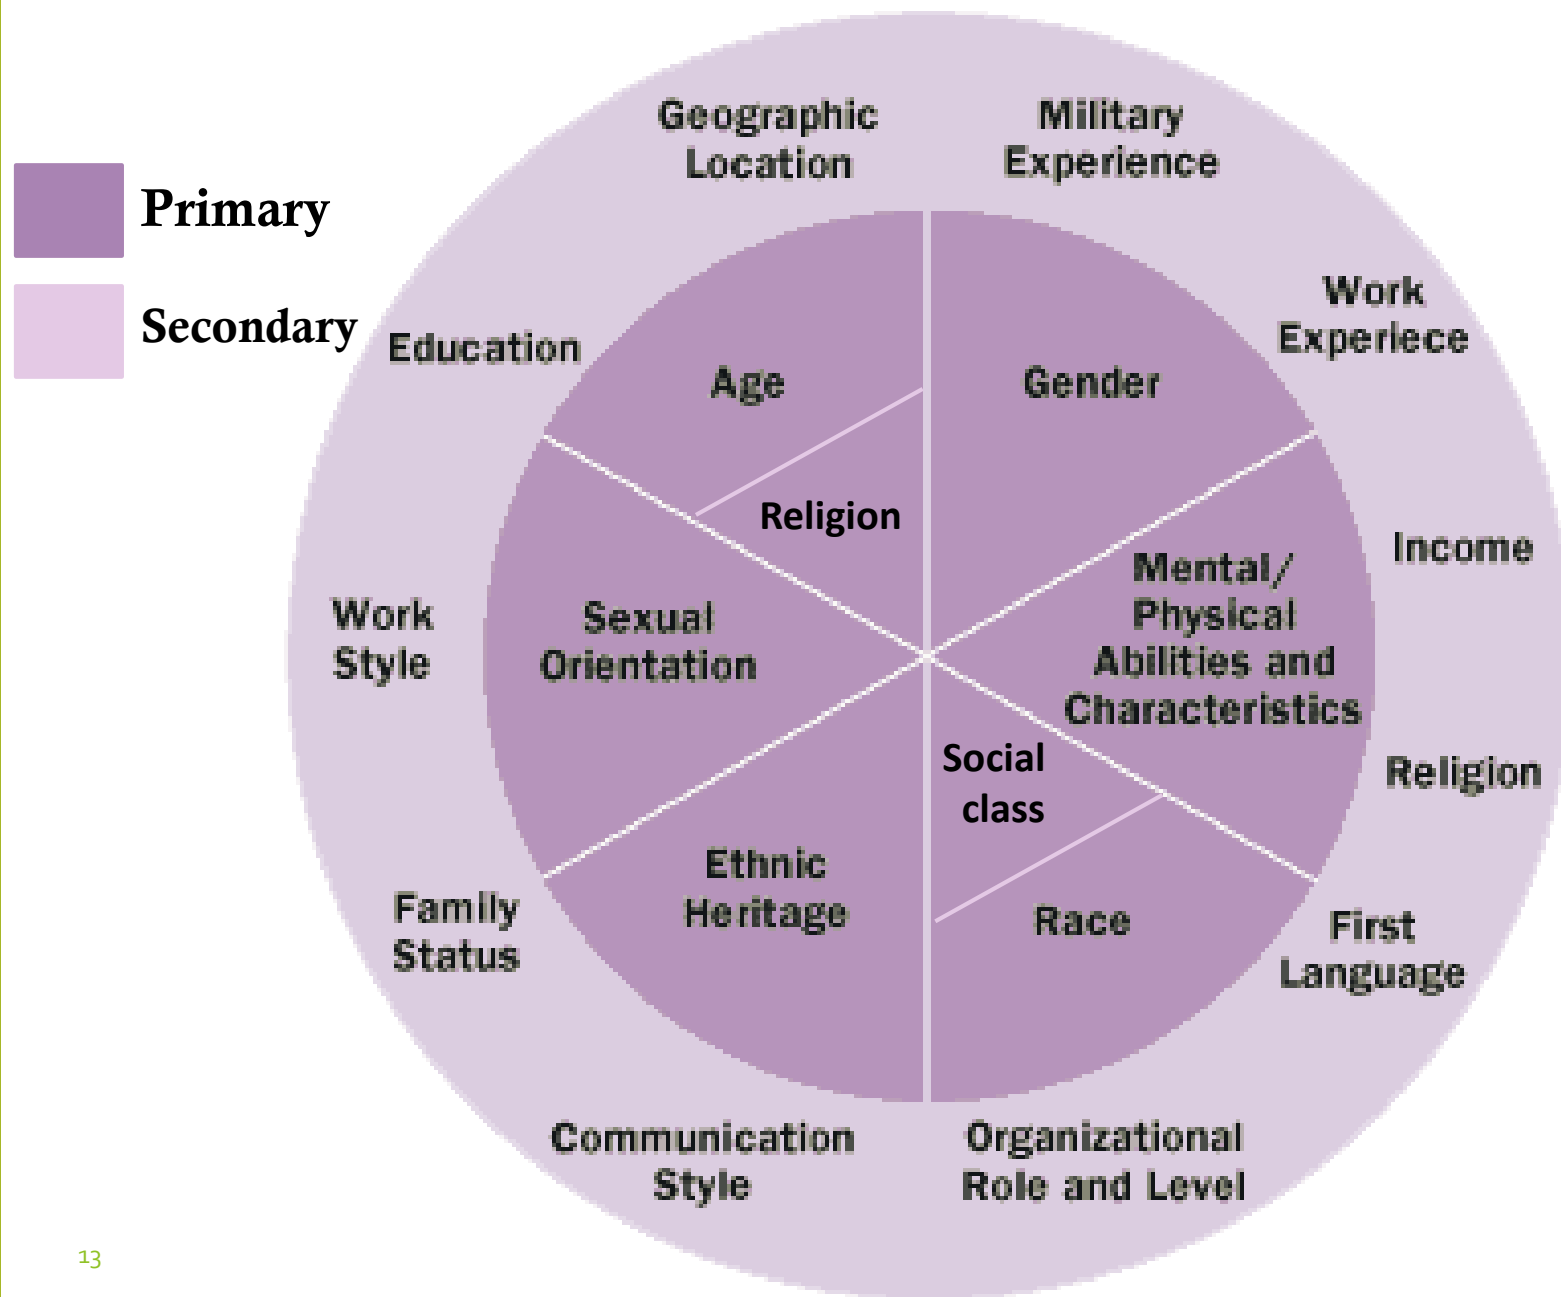 Primary
Secondary
Geographic
Location
Military
Experience
Work
Experiece
Income
Religion
First
Language
Organizational
Role and Level
Communication
Style
Family
Status
Work
Style
Education
Age
Religion
Gender
Mental/
Physical
Abilities and
Characteristics
Social
class
Race
Ethnic
Heritage
Sexual
Orientation
13